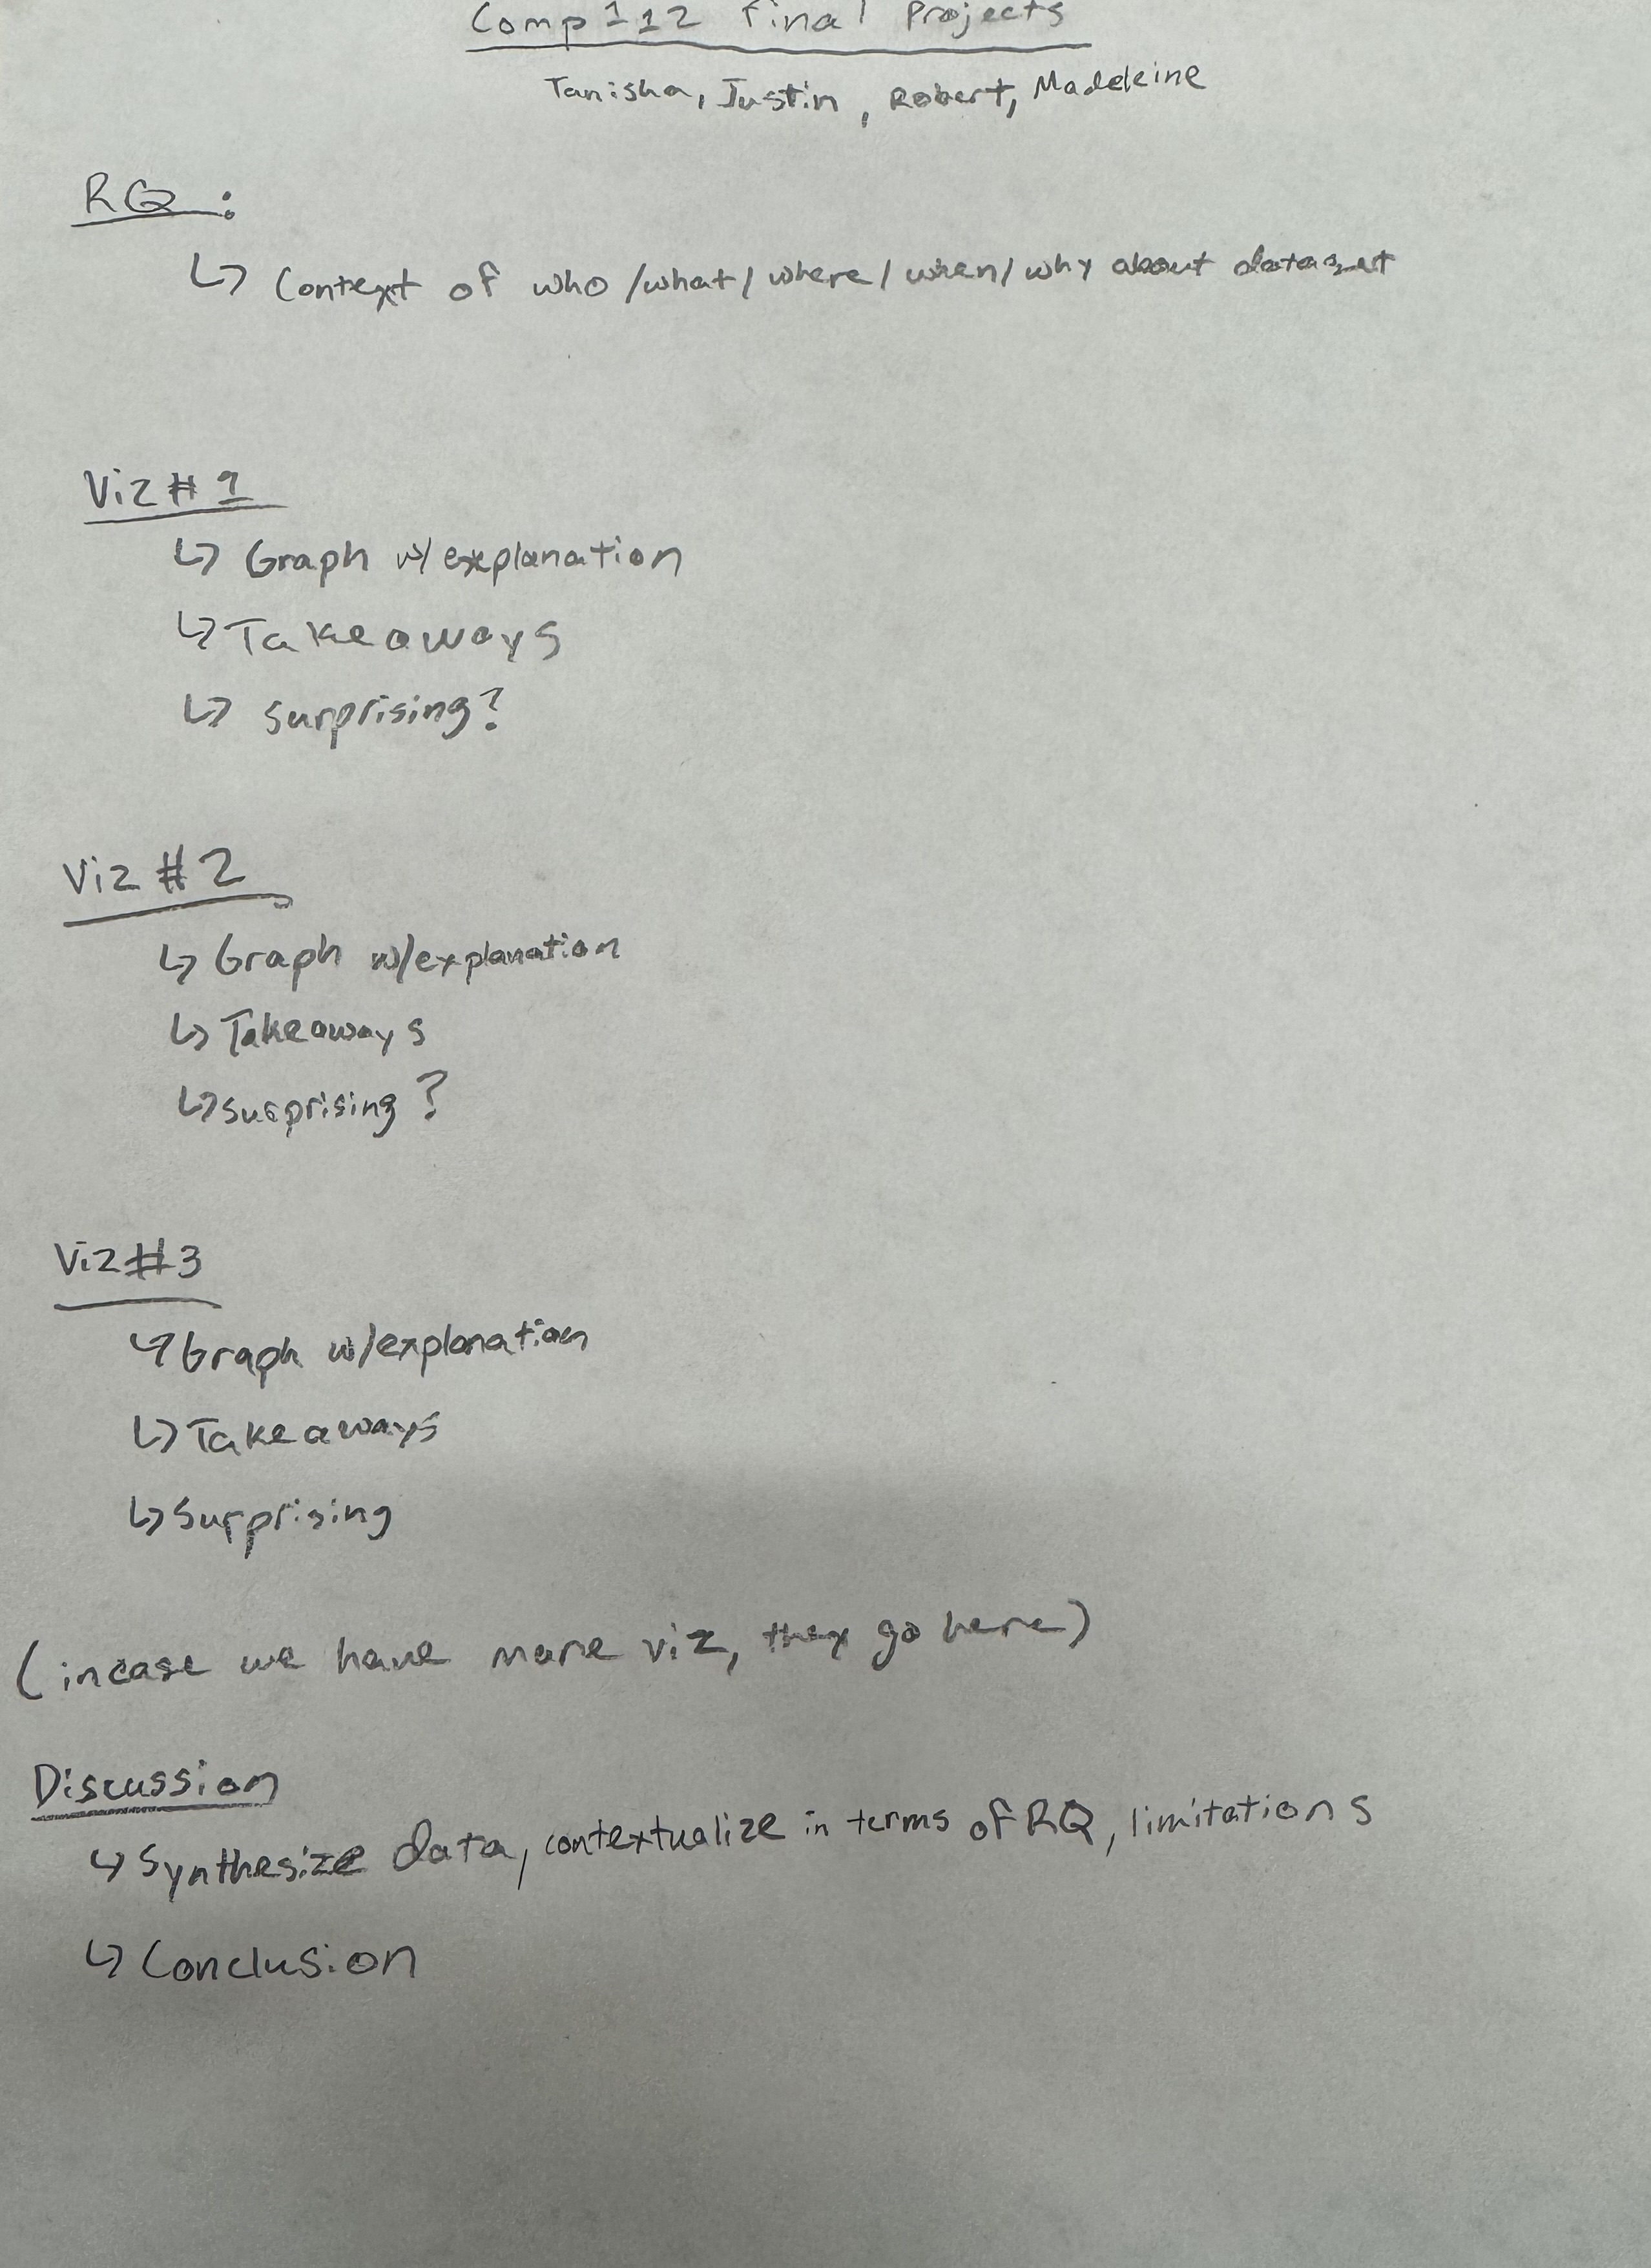 Comp 112 Final Projects
Tanisha, Justin, Robert, Madeleine
RQ:
↳ Context of who/what/where/when/why about dataset
Viz #1
↳ Graph w/explanation
↳ Takeaways
↳ Surprising?
Viz #2
↳ Graph w/explanation
↳ Takeaways
↳ Surprising?
Viz #3
↳ Graph w/explanation
↳ Takeaways
↳ Surprising
(incase we have more viz, they go here)
Discussion
↳ Synthesize data, contextualize in terms of RQ, limitations
↳ Conclusion